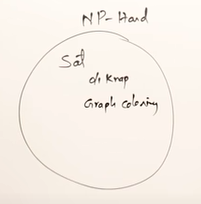 NP-Hard
Sat
0/1 Knap
Graph coloring